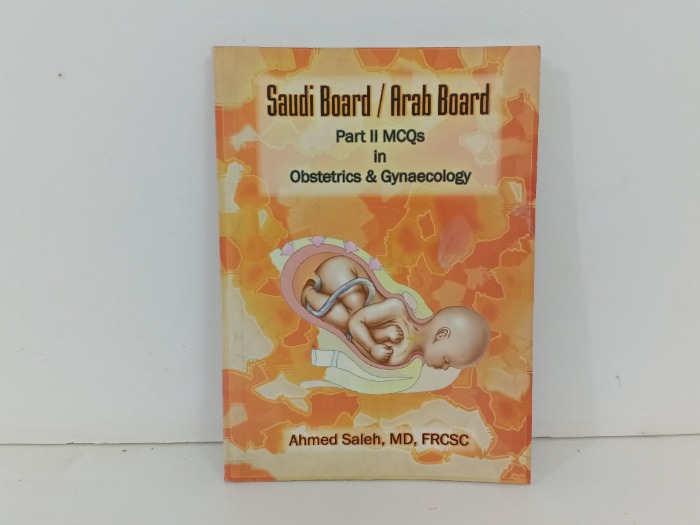 Saudi Board / Arab Board
Part II MCQs
in
Obstetrics & Gynaecology
Ahmed Saleh, MD, FRCSC